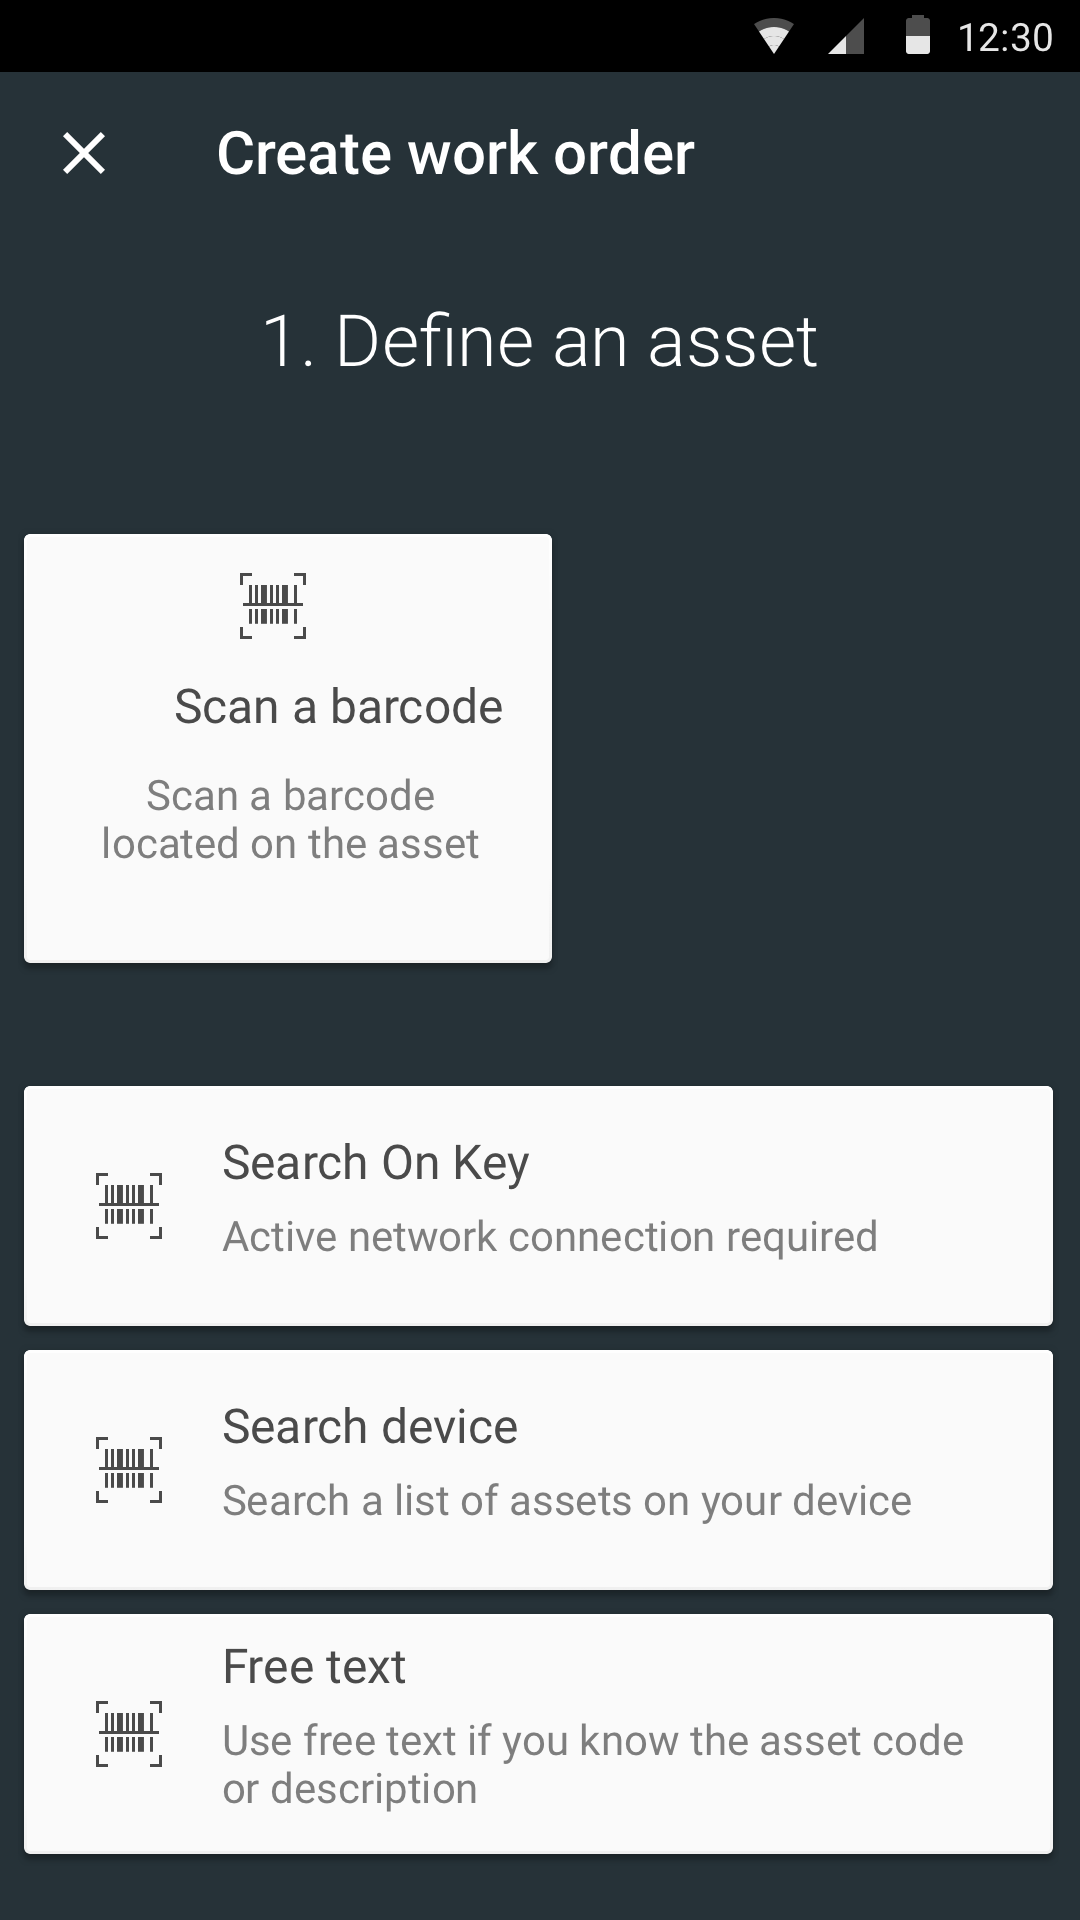 12:30
Create work order
1. Define an asset
Scan a barcode
Scan a barcode
located on the asset
Search On Key
Active network connection required
Search device
Search a list of assets on your device
Free text
Use free text if you know the asset code
or description